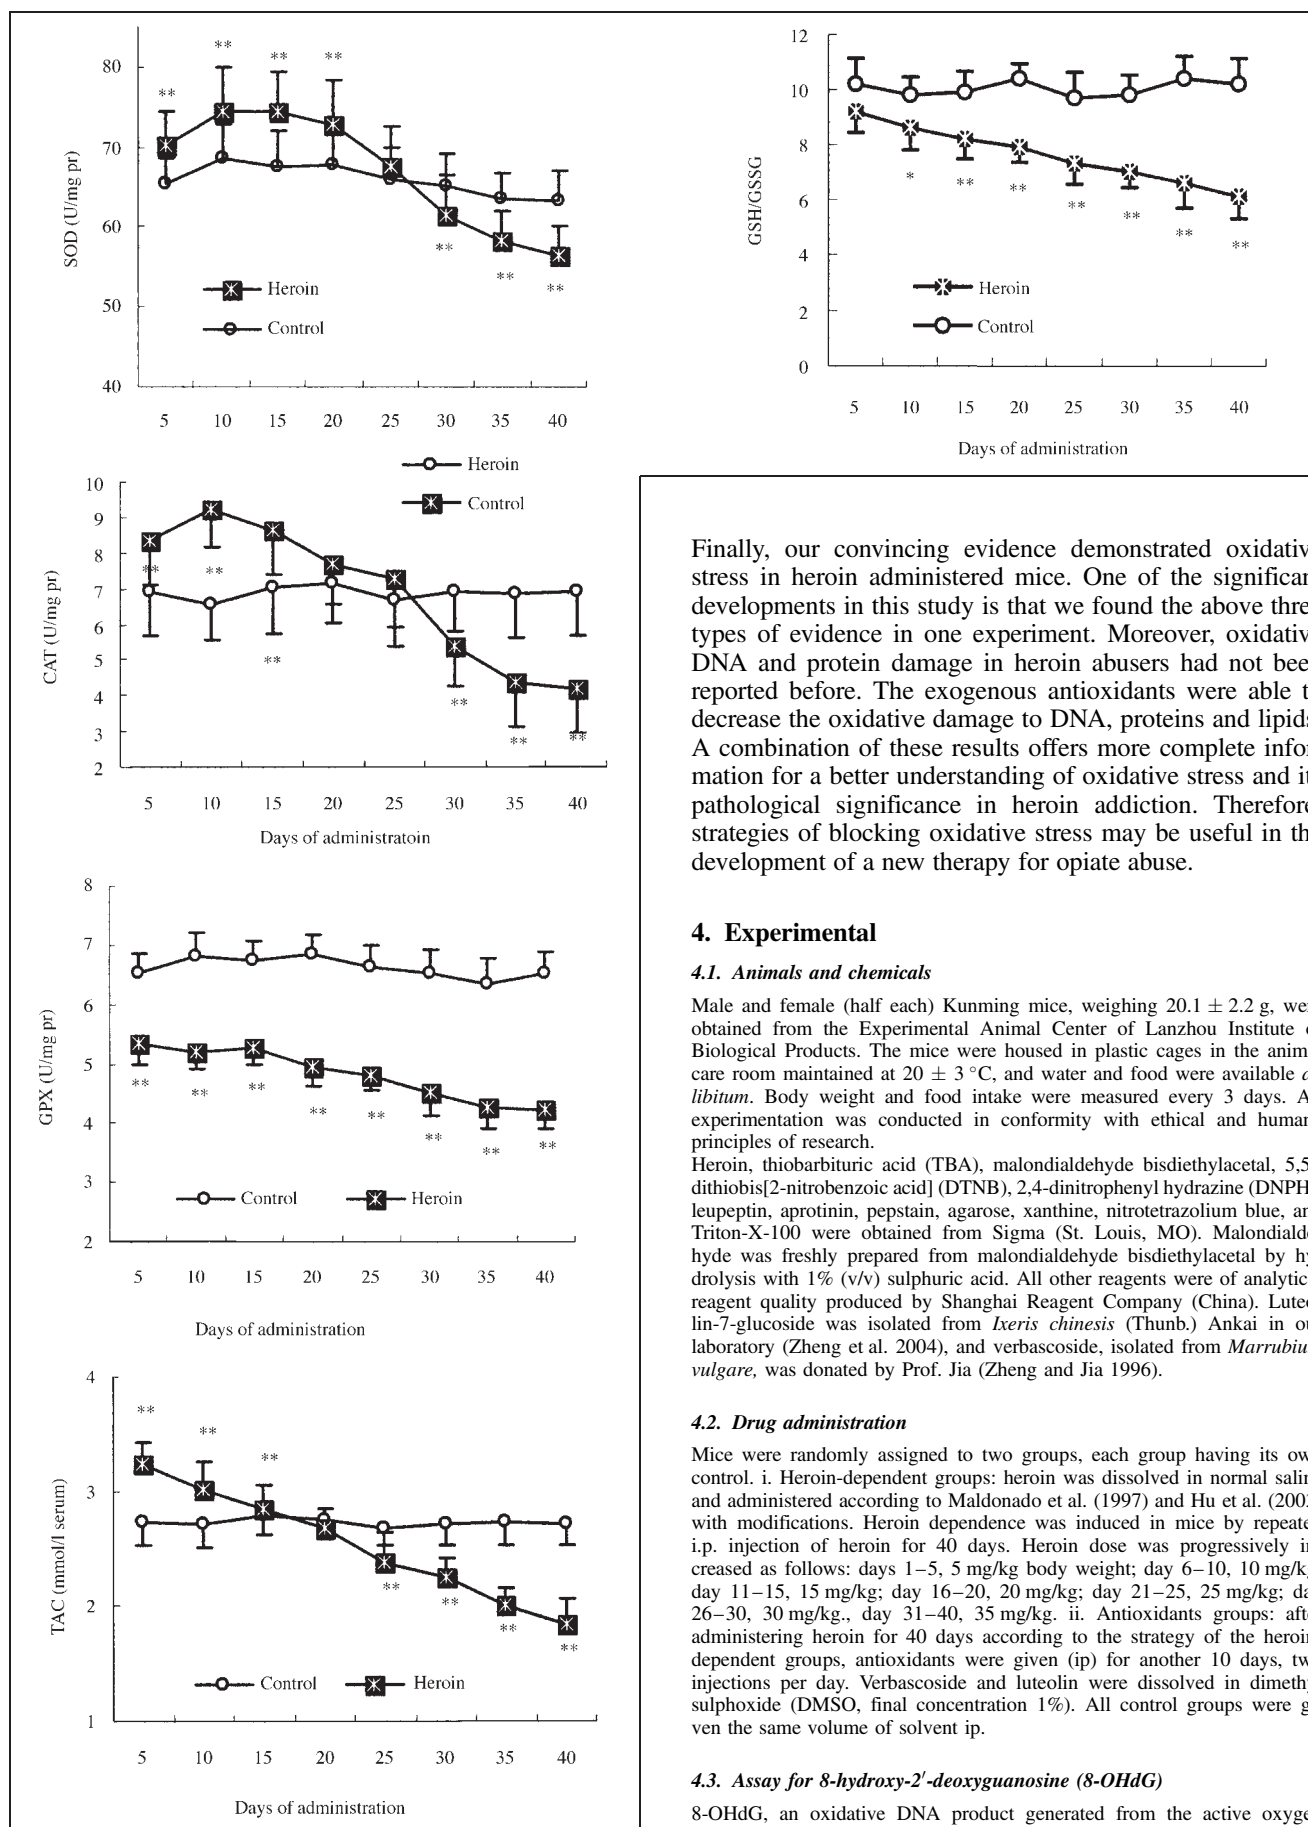 80
70
60
50
40
SOD (U/mg pr)
**
**
**
**
**
**
**
Heroin
Control
5 10 15 20 25 30 35 40
12
10
8
6
4
2
0
GSH/GSSG
*
**
**
**
**
**
**
Heroin
Control
5 10 15 20 25 30 35 40
Days of administration
Heroin
Control
10
9
8
7
6
5
4
3
2
CAT (U/mg pr)
**
**
**
**
**
**
5 10 15 20 25 30 35 40
Days of administratoin
8
7
6
5
4
3
2
GPX (U/mg pr)
**
**
**
**
**
**
**
**
Control
Heroin
5 10 15 20 25 30 35 40
Days of administration
4
3
2
1
TAC (mmol/l serum)
**
**
**
**
**
**
**
Control
Heroin
5 10 15 20 25 30 35 40
Days of administration
Finally, our convincing evidence demonstrated oxidativ
stress in heroin administered mice. One of the significan
developments in this study is that we found the above thre
types of evidence in one experiment. Moreover, oxidativ
DNA and protein damage in heroin abusers had not bee
reported before. The exogenous antioxidants were able t
decrease the oxidative damage to DNA, proteins and lipids
A combination of these results offers more complete infor
mation for a better understanding of oxidative stress and it
pathological significance in heroin addiction. Therefore
strategies of blocking oxidative stress may be useful in th
development of a new therapy for opiate abuse.
4. Experimental
4.1. Animals and chemicals
Male and female (half each) Kunming mice, weighing 20.1 ± 2.2 g, wer
obtained from the Experimental Animal Center of Lanzhou Institute o
Biological Products. The mice were housed in plastic cages in the anima
care room maintained at 20 ± 3 °C, and water and food were available a
libitum. Body weight and food intake were measured every 3 days. A
experimentation was conducted in conformity with ethical and human
principles of research.
Heroin, thiobarbituric acid (TBA), malondialdehyde bisdiethylacetal, 5,5
dithiobis[2-nitrobenzoic acid] (DTNB), 2,4-dinitrophenyl hydrazine (DNPH
leupeptin, aprotinin, pepstain, agarose, xanthine, nitrotetrazolium blue, an
Triton-X-100 were obtained from Sigma (St. Louis, MO). Malondialde
hyde was freshly prepared from malondialdehyde bisdiethylacetal by hy
drolysis with 1% (v/v) sulphuric acid. All other reagents were of analytic
reagent quality produced by Shanghai Reagent Company (China). Luteo
lin-7-glucoside was isolated from Ixeris chinesis (Thunb.) Ankai in ou
laboratory (Zheng et al. 2004), and verbascoside, isolated from Marrubiu
vulgare, was donated by Prof. Jia (Zheng and Jia 1996).
4.2. Drug administration
Mice were randomly assigned to two groups, each group having its ow
control. i. Heroin-dependent groups: heroin was dissolved in normal salin
and administered according to Maldonado et al. (1997) and Hu et al. (2003
with modifications. Heroin dependence was induced in mice by repeate
i.p. injection of heroin for 40 days. Heroin dose was progressively in
creased as follows: days 1–5, 5 mg/kg body weight; day 6–10, 10 mg/kg
day 11–15, 15 mg/kg; day 16–20, 20 mg/kg; day 21–25, 25 mg/kg; da
26–30, 30 mg/kg., day 31–40, 35 mg/kg. ii. Antioxidants groups: afte
administering heroin for 40 days according to the strategy of the heroin
dependent groups, antioxidants were given (ip) for another 10 days, tw
injections per day. Verbascoside and luteolin were dissolved in dimethy
sulphoxide (DMSO, final concentration 1%). All control groups were g
ven the same volume of solvent ip.
4.3. Assay for 8-hydroxy-2′-deoxyguanosine (8-OHdG)
8-OHdG, an oxidative DNA product generated from the active oxyge